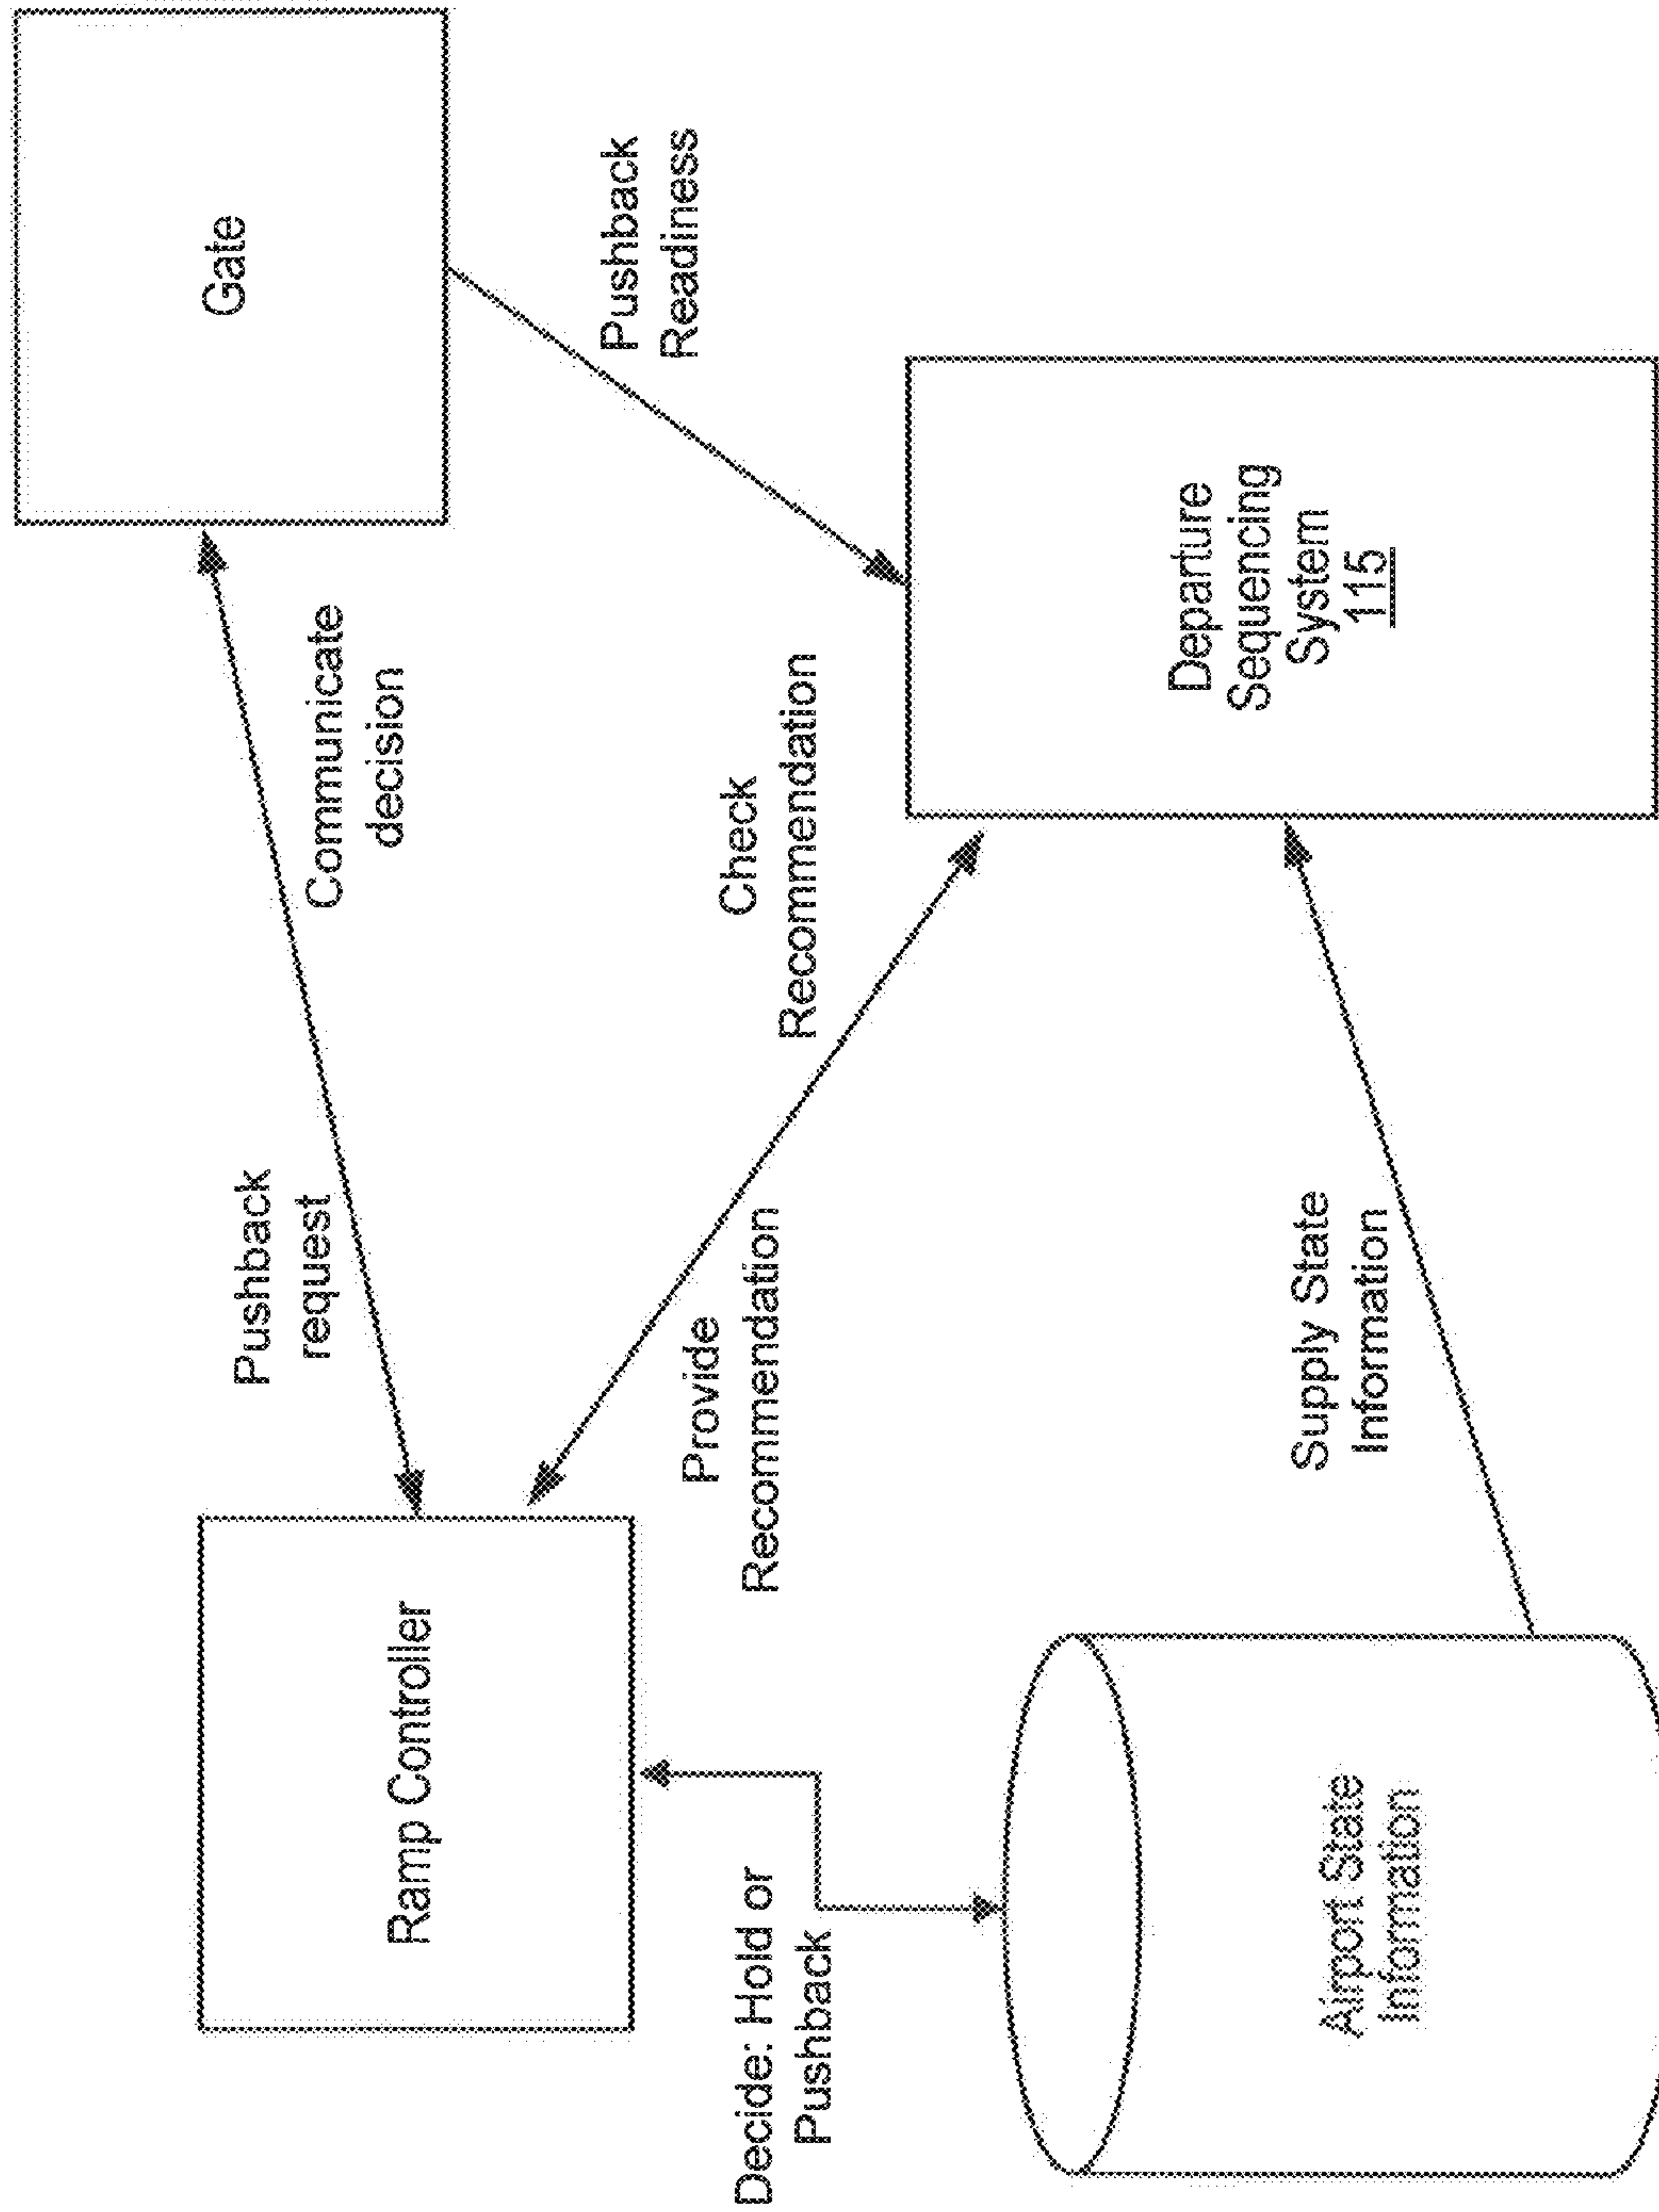 Gate
Pushback
Readiness
Communicate
decision
Pushback
request
Ramp Controller
Check
Recommendation
Provide
Recommendation
Decide: Hold or
Pushback
Departure
Sequencing
System
115
Supply State
Information
Airport State
Information